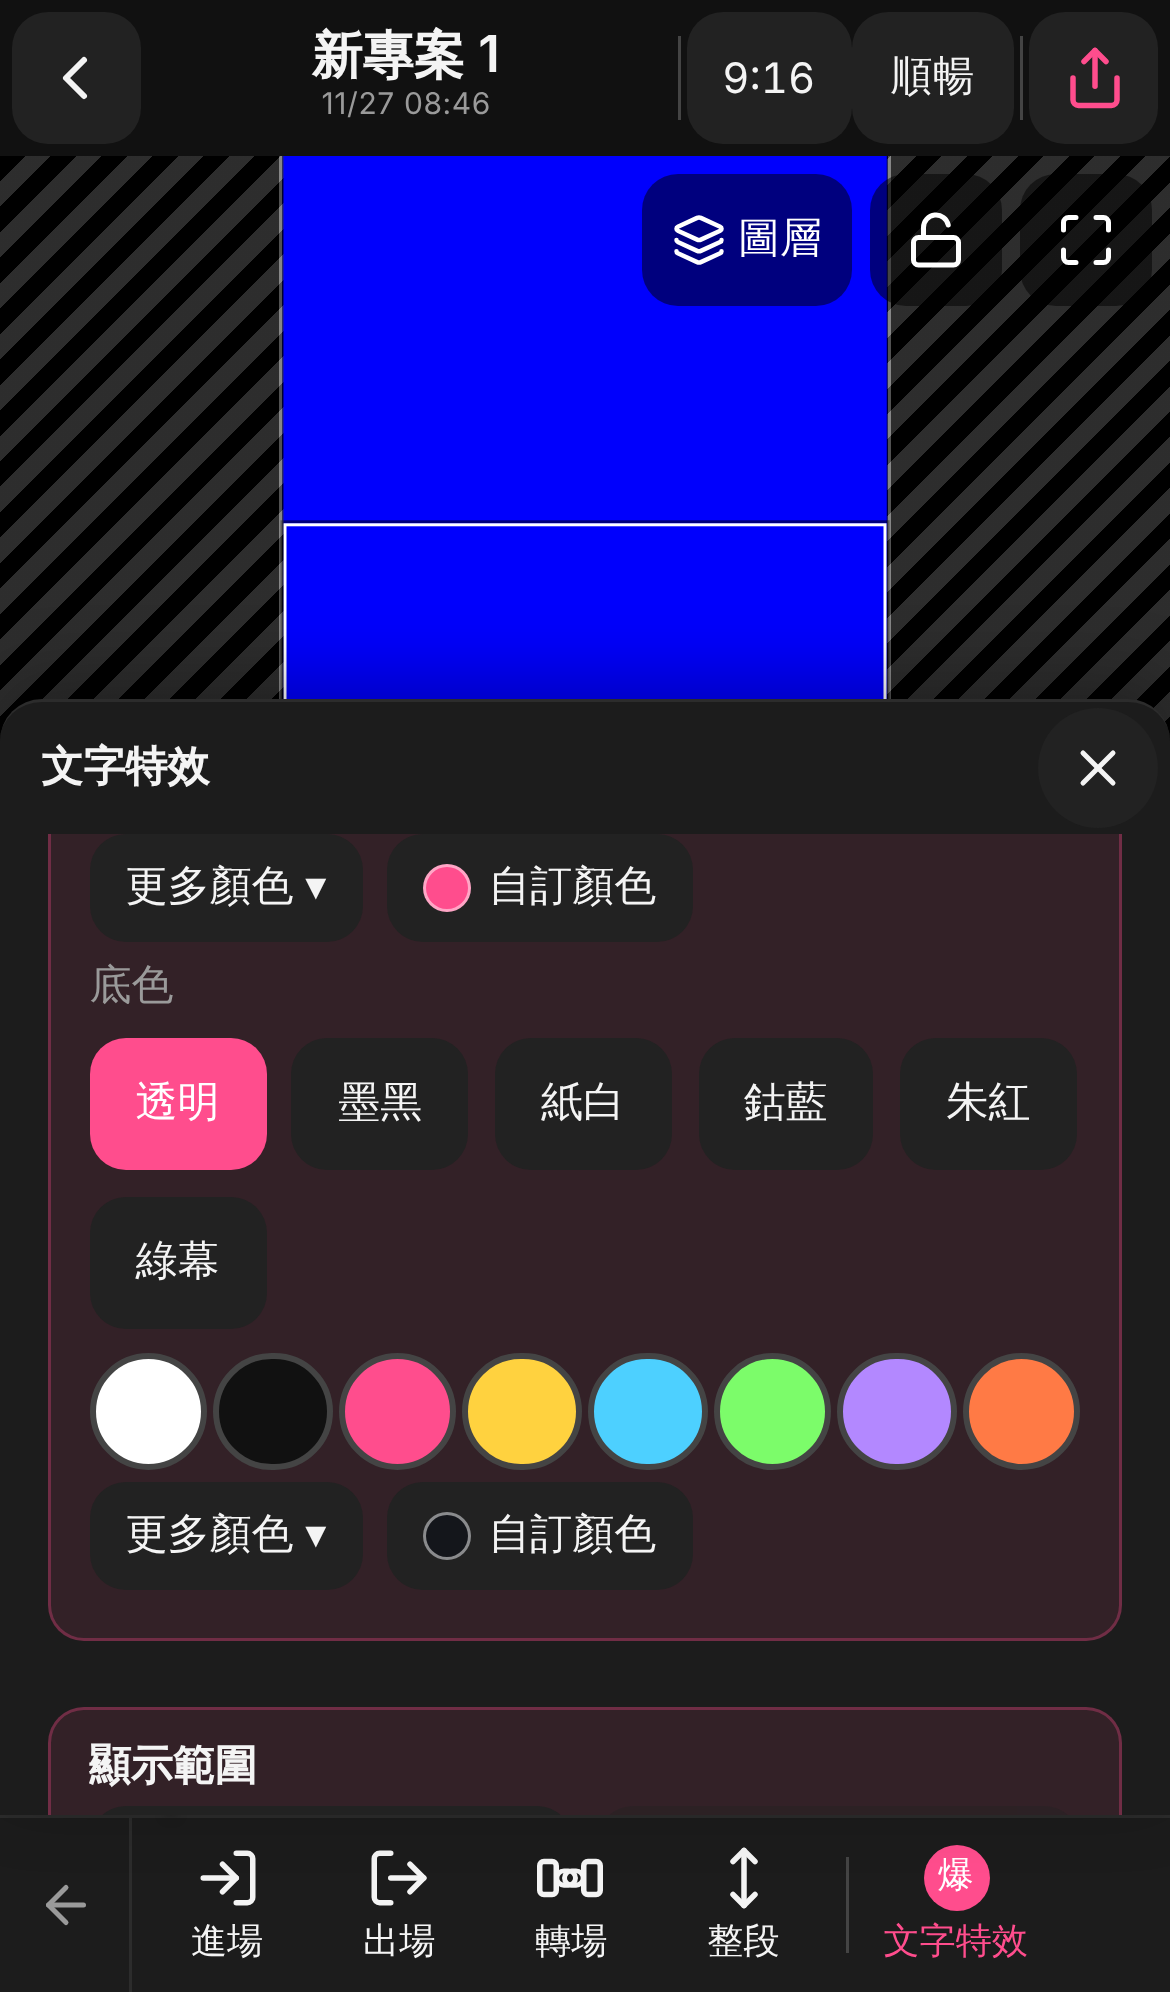 新專案 1
11/27 08:46
9:16
順暢
圖層
文字特效
更多顏色 ▾
自訂顏色
底色
透明
墨黑
紙白
鈷藍
朱紅
綠幕
更多顏色 ▾
自訂顏色
顯示範圍
進場
出場
轉場
整段
爆
文字特效